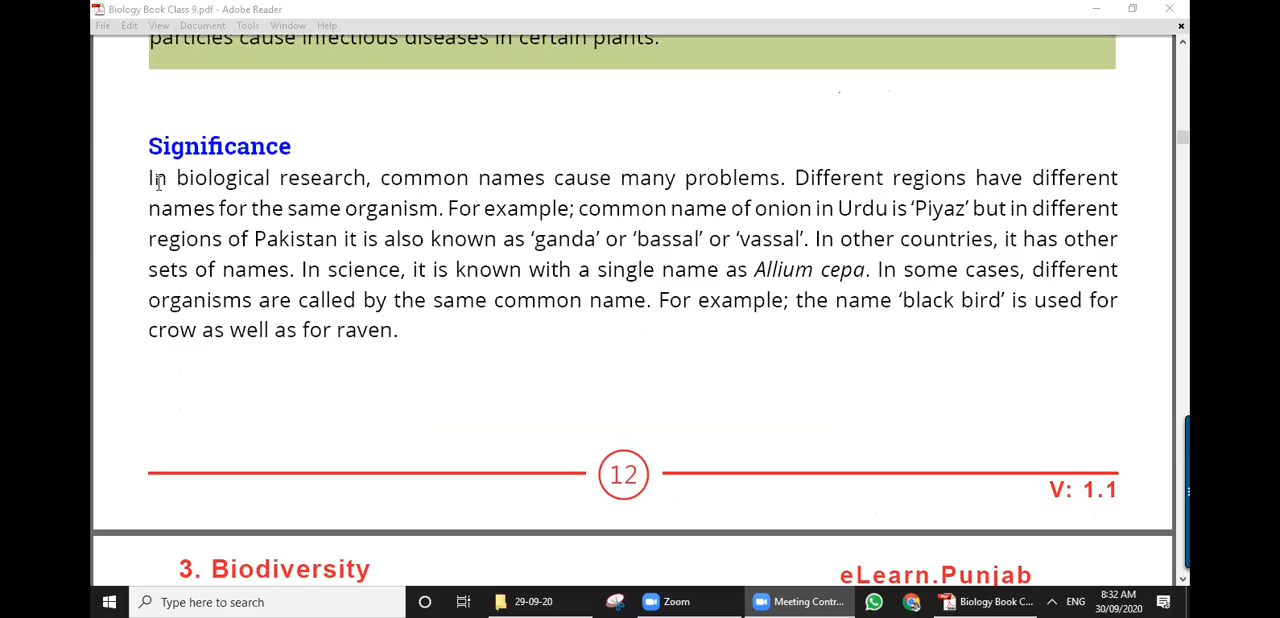 Biology Book Class 9.pdf - Adobe Reader
File Edit View Document Tools Window Help
particles cause infectious diseases in certain plants.
Significance
In biological research, common names cause many problems. Different regions have different
names for the same organism. For example; common name of onion in Urdu is ‘Piyaz’ but in different
regions of Pakistan it is also known as ‘ganda’ or ‘bassal’ or ‘vassal’. In other countries, it has other
sets of names. In science, it is known with a single name as Allium cepa. In some cases, different
organisms are called by the same common name. For example; the name ‘black bird’ is used for
crow as well as for raven.
12
V: 1.1
3. Biodiversity
eLearn.Punjab
Type here to search
29-09-20
Zoom
Meeting Contr...
Biology Book C...
ENG
8:32 AM
30/09/2020